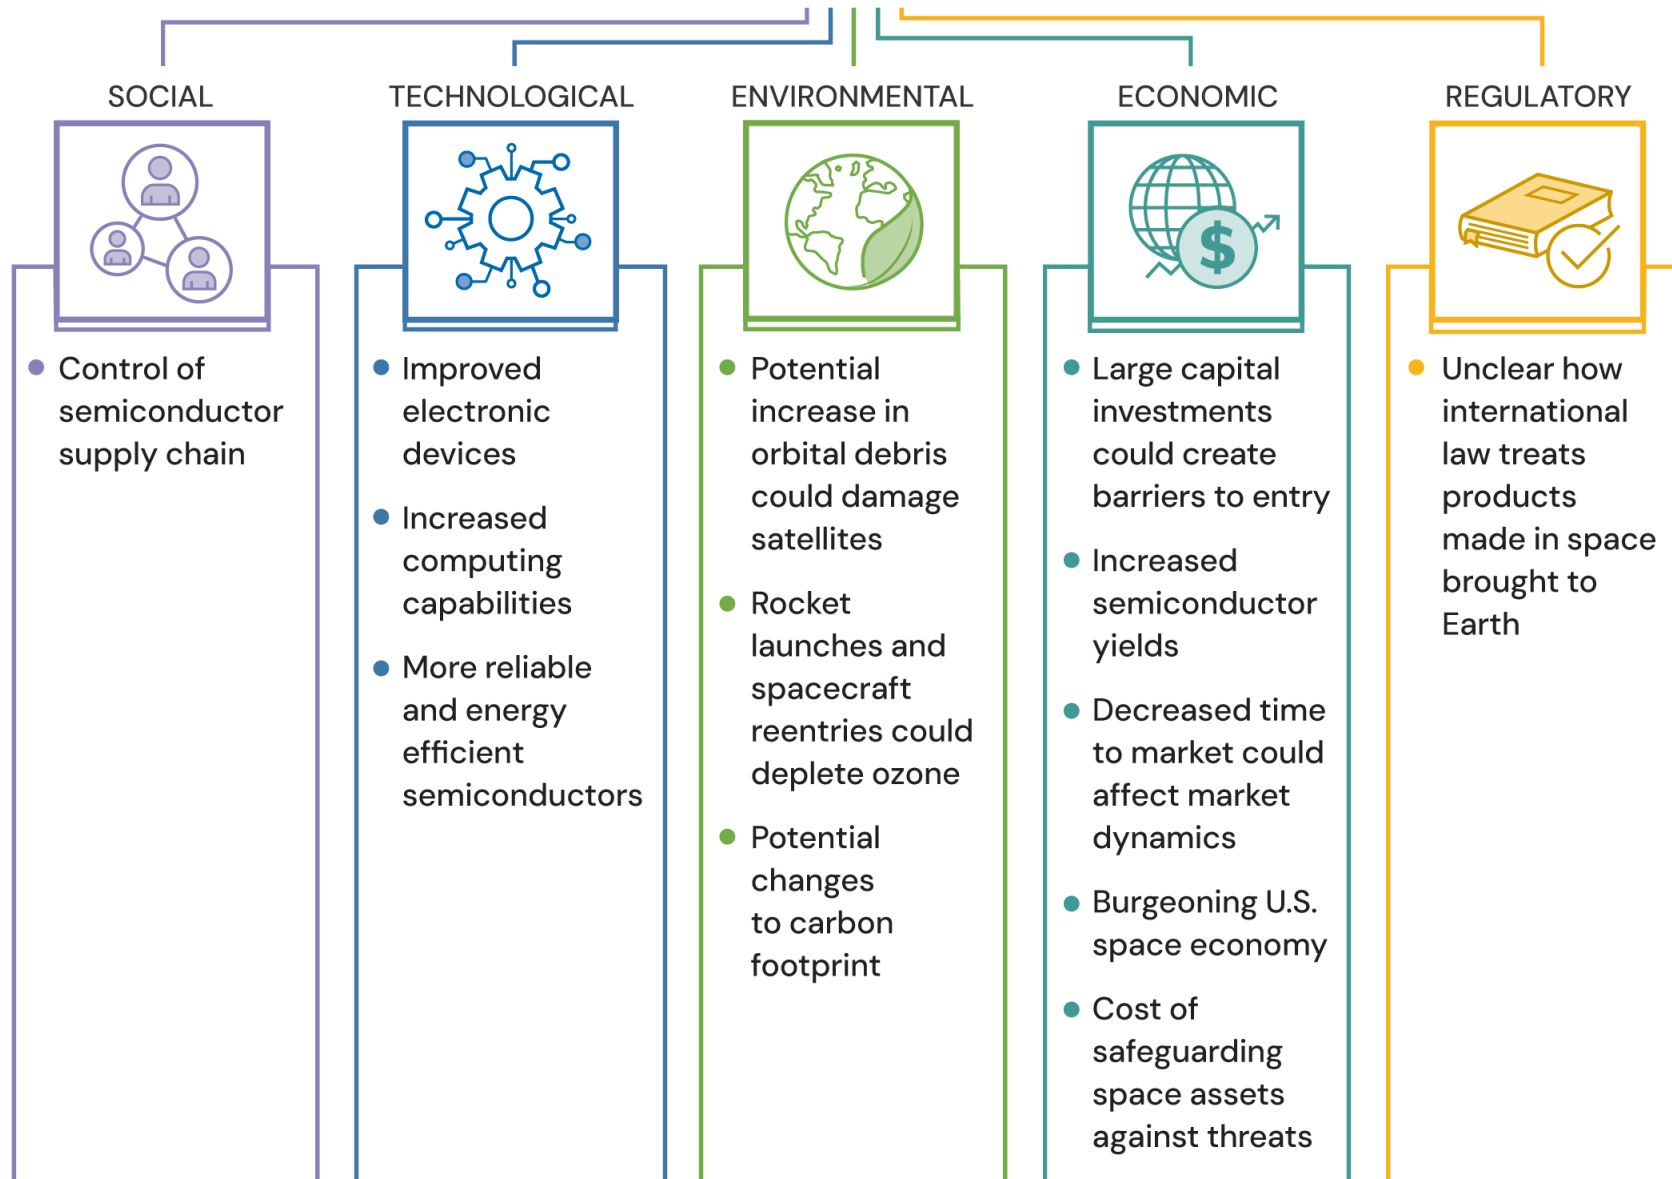 SOCIAL
Control of
semiconductor
supply chain
TECHNOLOGICAL
Improved
electronic
devices
Increased
computing
capabilities
More reliable
and energy
efficient
semiconductors
ENVIRONMENTAL
Potential
increase in
orbital debris
could damage
satellites
Rocket
launches and
spacecraft
reentries could
deplete ozone
Potential
changes
to carbon
footprint
ECONOMIC
$
Large capital
investments
could create
barriers to entry
Increased
semiconductor
yields
Decreased time
to market could
affect market
dynamics
Burgeoning U.S.
space economy
Cost of
safeguarding
space assets
against threats
REGULATORY
Unclear how
international
law treats
products
made in space
brought to
Earth